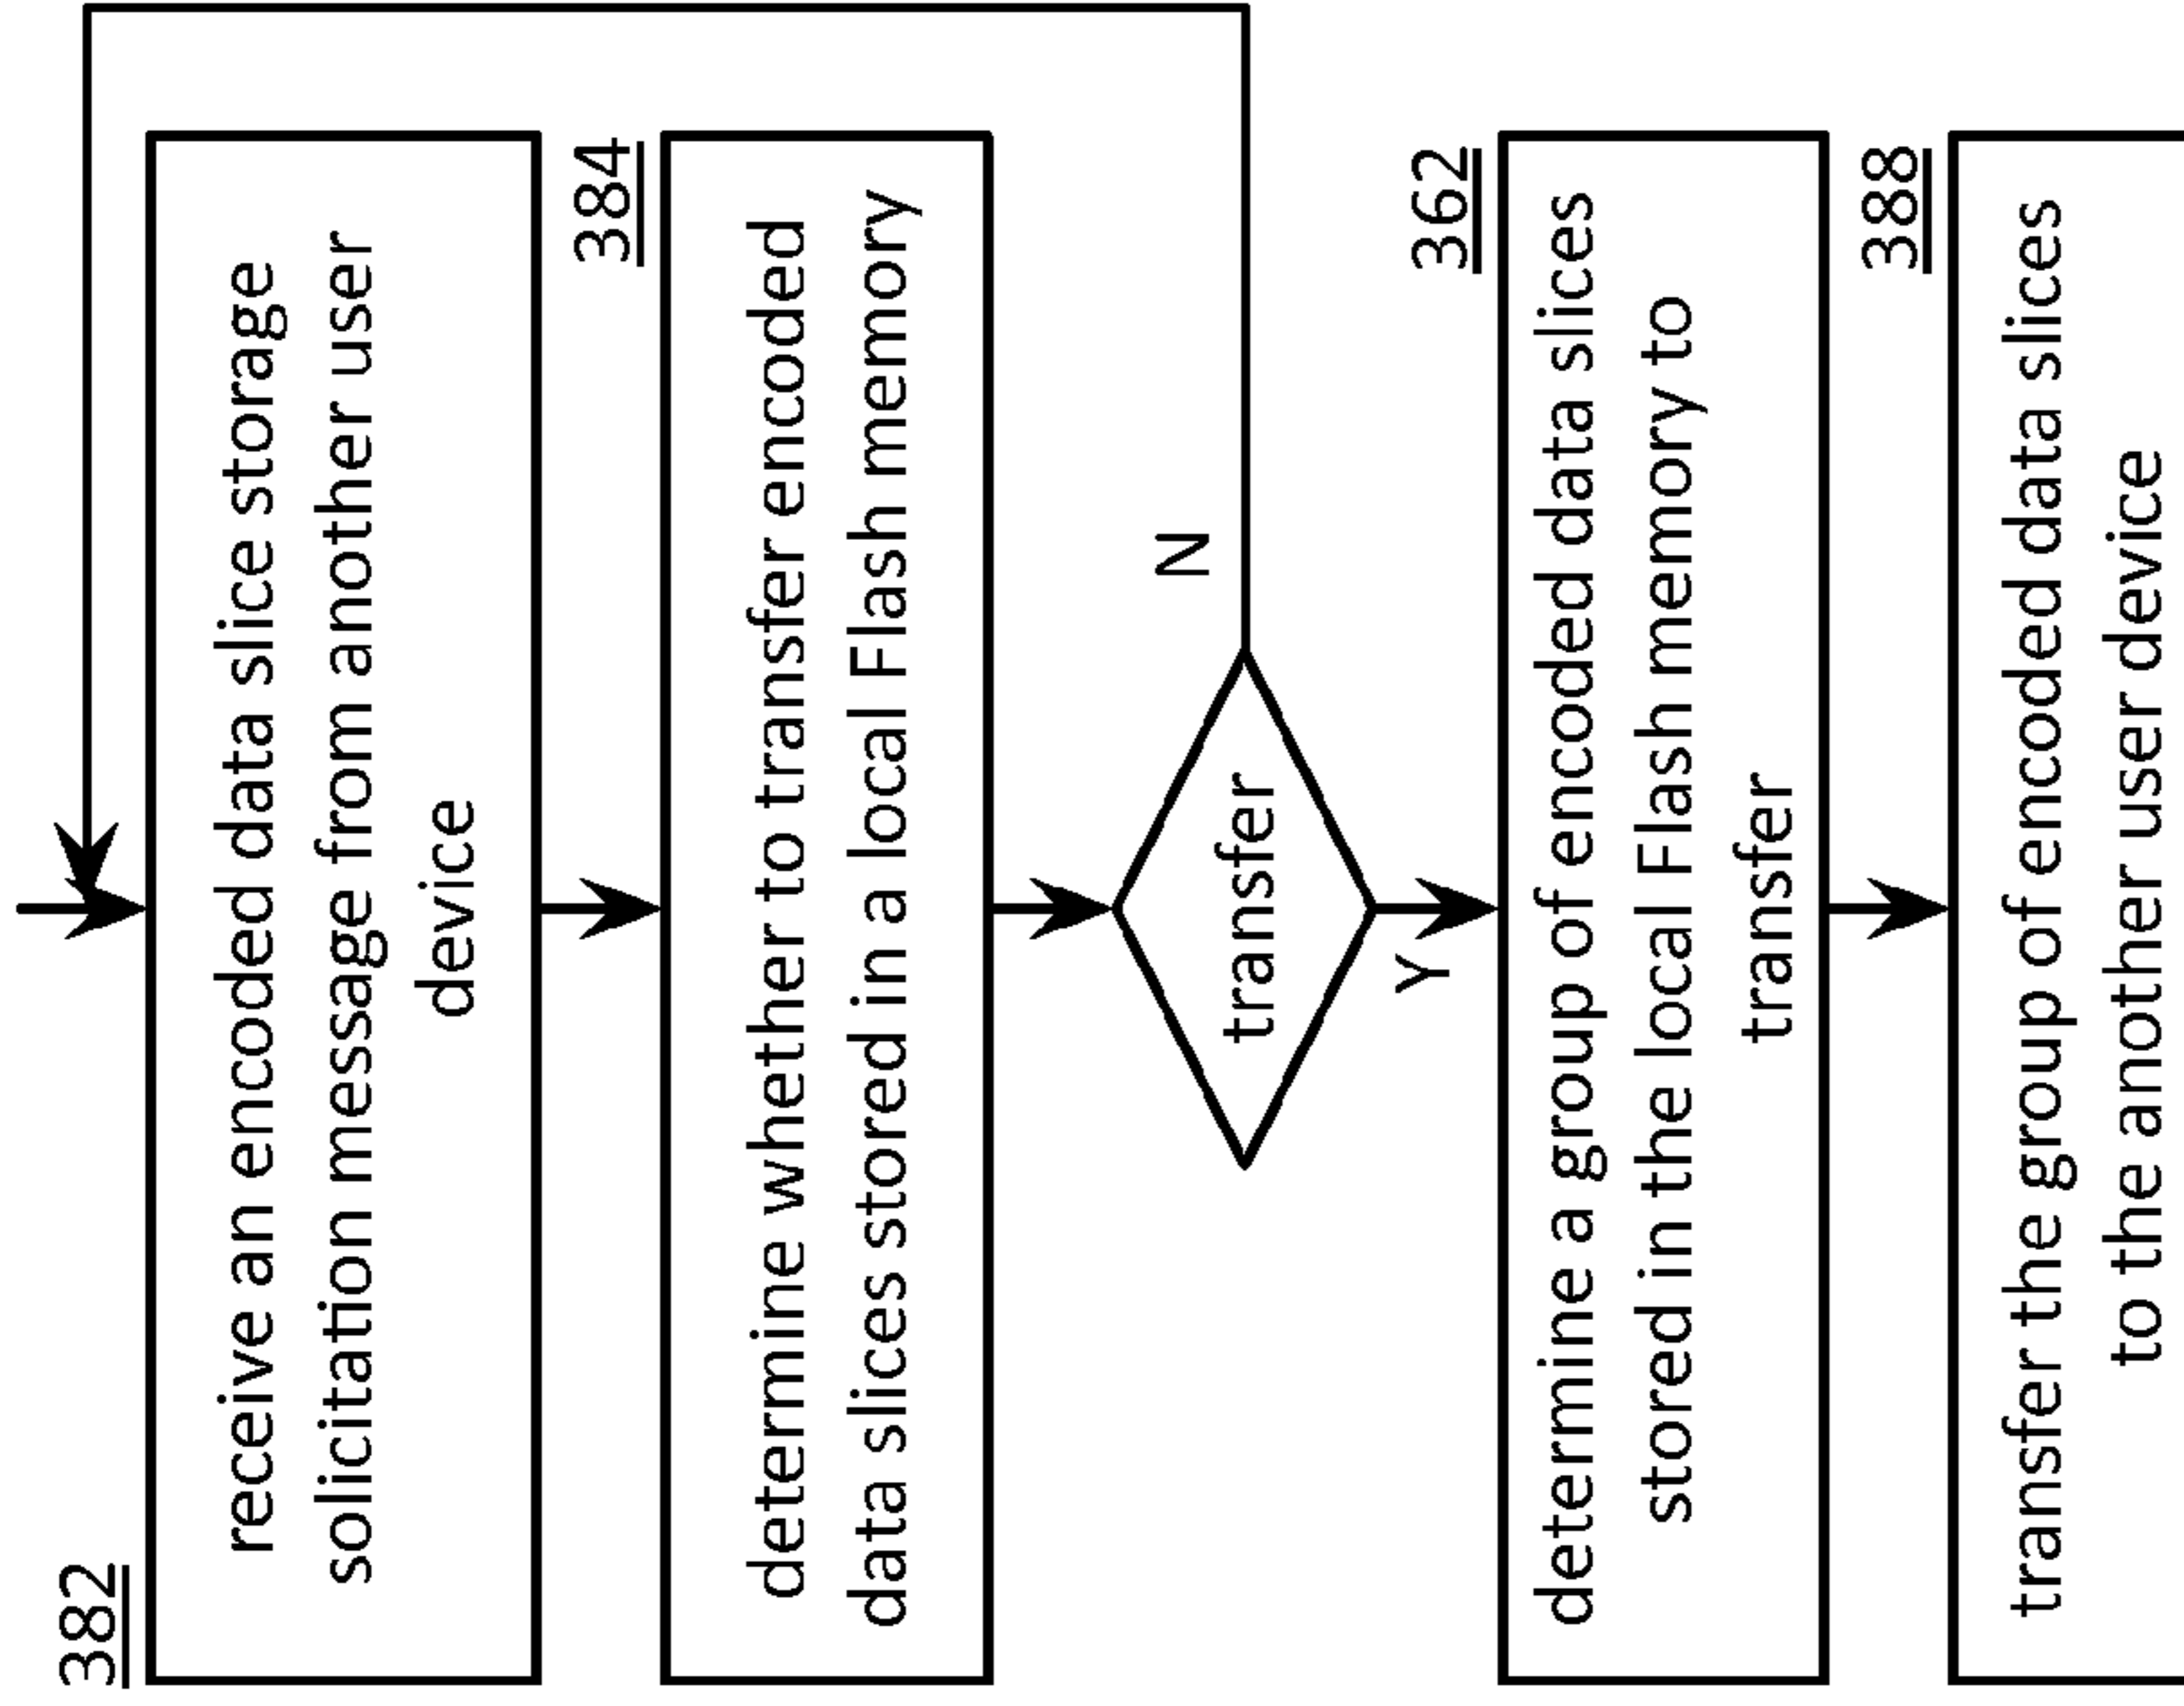 382
receive an encoded data slice storage
solicitation message from another user
device
384
determine whether to transfer encoded
data slices stored in a local Flash memory
transfer
N
Y
362
determine a group of encoded data slices
stored in the local Flash memory to
transfer
388
transfer the group of encoded data slices
to the another user device